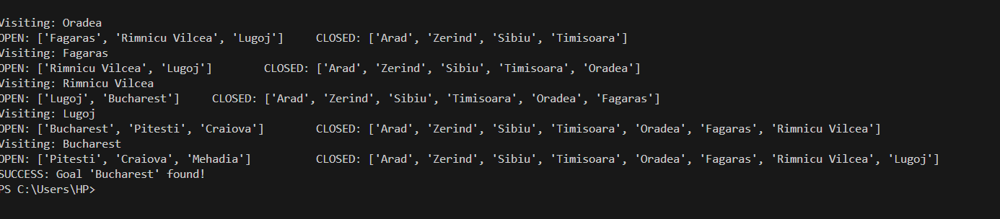 Visiting: Oradea
OPEN: ['Fagaras', 'Rimnicu Vilcea', 'Lugoj']     CLOSED: ['Arad', 'Zerind', 'Sibiu', 'Timisoara']
Visiting: Fagaras
OPEN: ['Rimnicu Vilcea', 'Lugoj']        CLOSED: ['Arad', 'Zerind', 'Sibiu', 'Timisoara', 'Oradea']
Visiting: Rimnicu Vilcea
OPEN: ['Lugoj', 'Bucharest']     CLOSED: ['Arad', 'Zerind', 'Sibiu', 'Timisoara', 'Oradea', 'Fagaras']
Visiting: Lugoj
OPEN: ['Bucharest', 'Pitesti', 'Craiova']        CLOSED: ['Arad', 'Zerind', 'Sibiu', 'Timisoara', 'Oradea', 'Fagaras', 'Rimnicu Vilcea']
Visiting: Bucharest
OPEN: ['Pitesti', 'Craiova', 'Mehadia']          CLOSED: ['Arad', 'Zerind', 'Sibiu', 'Timisoara', 'Oradea', 'Fagaras', 'Rimnicu Vilcea', 'Lugoj']
SUCCESS: Goal 'Bucharest' found!
PS C:\Users\HP>